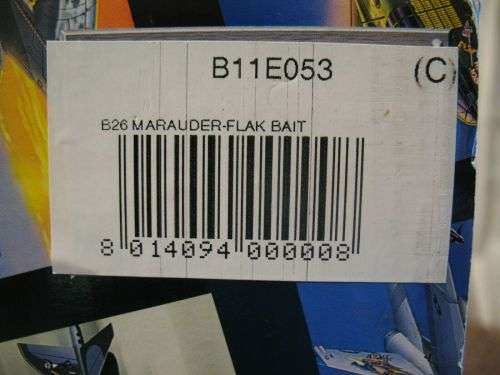 B11E053 (C)
B26 MARAUDER-FLAK BAIT
8 014094 000008